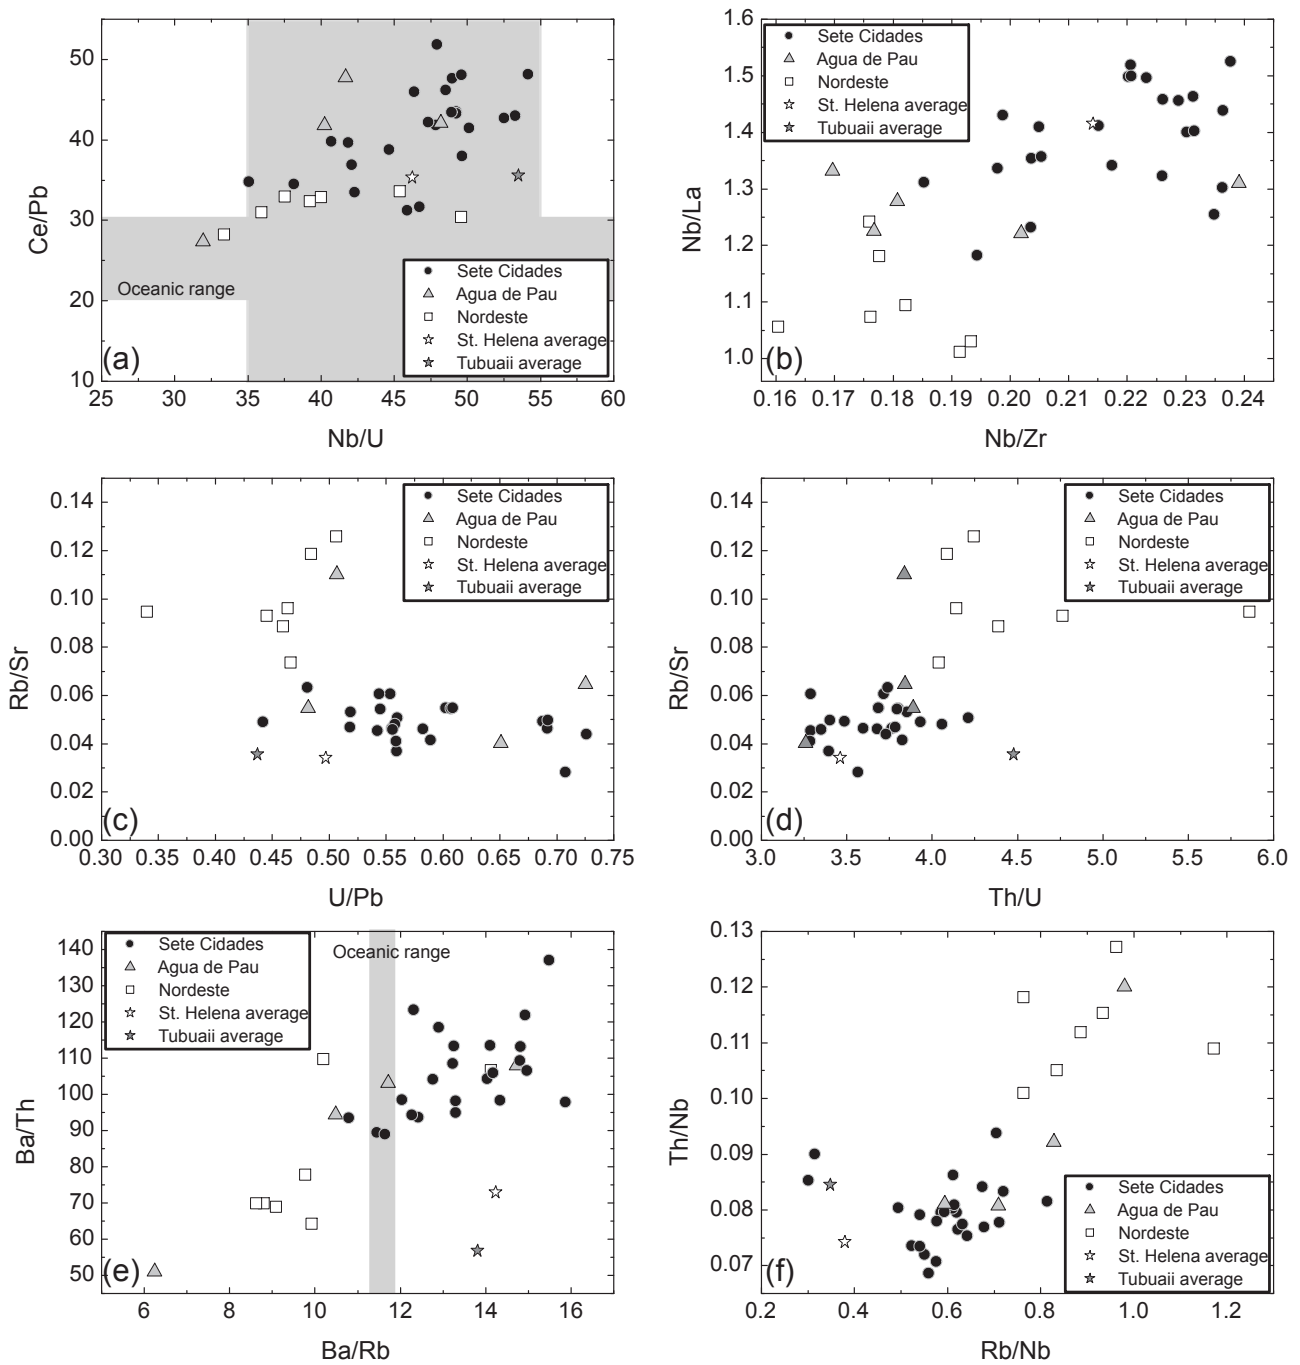 50
40
30
20
10
Ce/Pb
Sete Cidades
Agua de Pau
Nordeste
St. Helena average
Tubuaii average
Oceanic range
(a)
25 30 35 40 45 50 55 60
Nb/U
1.6
1.5
1.4
1.3
1.2
1.1
1.0
Nb/La
Sete Cidades
Agua de Pau
Nordeste
St. Helena average
Tubuaii average
(b)
0.16 0.17 0.18 0.19 0.20 0.21 0.22 0.23 0.24
Nb/Zr
0.14
0.12
0.10
0.08
0.06
0.04
0.02
0.00
Rb/Sr
Sete Cidades
Agua de Pau
Nordeste
St. Helena average
Tubuaii average
(c)
0.30 0.40 0.45 0.50 0.55 0.60 0.70 0.75
U/Pb
0.14
0.12
0.10
0.08
0.06
0.04
0.02
0.00
Rb/Sr
Sete Cidades
Agua de Pau
Nordeste
St. Helena average
Tubuaii average
(d)
3.0 3.5 4.0 4.5 5.0 5.5 6.0
Th/U
140
130
120
110
100
90
80
70
60
50
Ba/Th
Sete Cidades
Agua de Pau
Nordeste
St. Helena average
Tubuaii average
Oceanic range
(e)
6 8 10 12 14 16
Ba/Rb
0.13
0.12
0.11
0.10
0.09
0.08
0.07
Th/Nb
Sete Cidades
Agua de Pau
Nordeste
St. Helena average
Tubuaii average
(f)
0.2 0.4 0.6 0.8 1.0 1.2
Rb/Nb